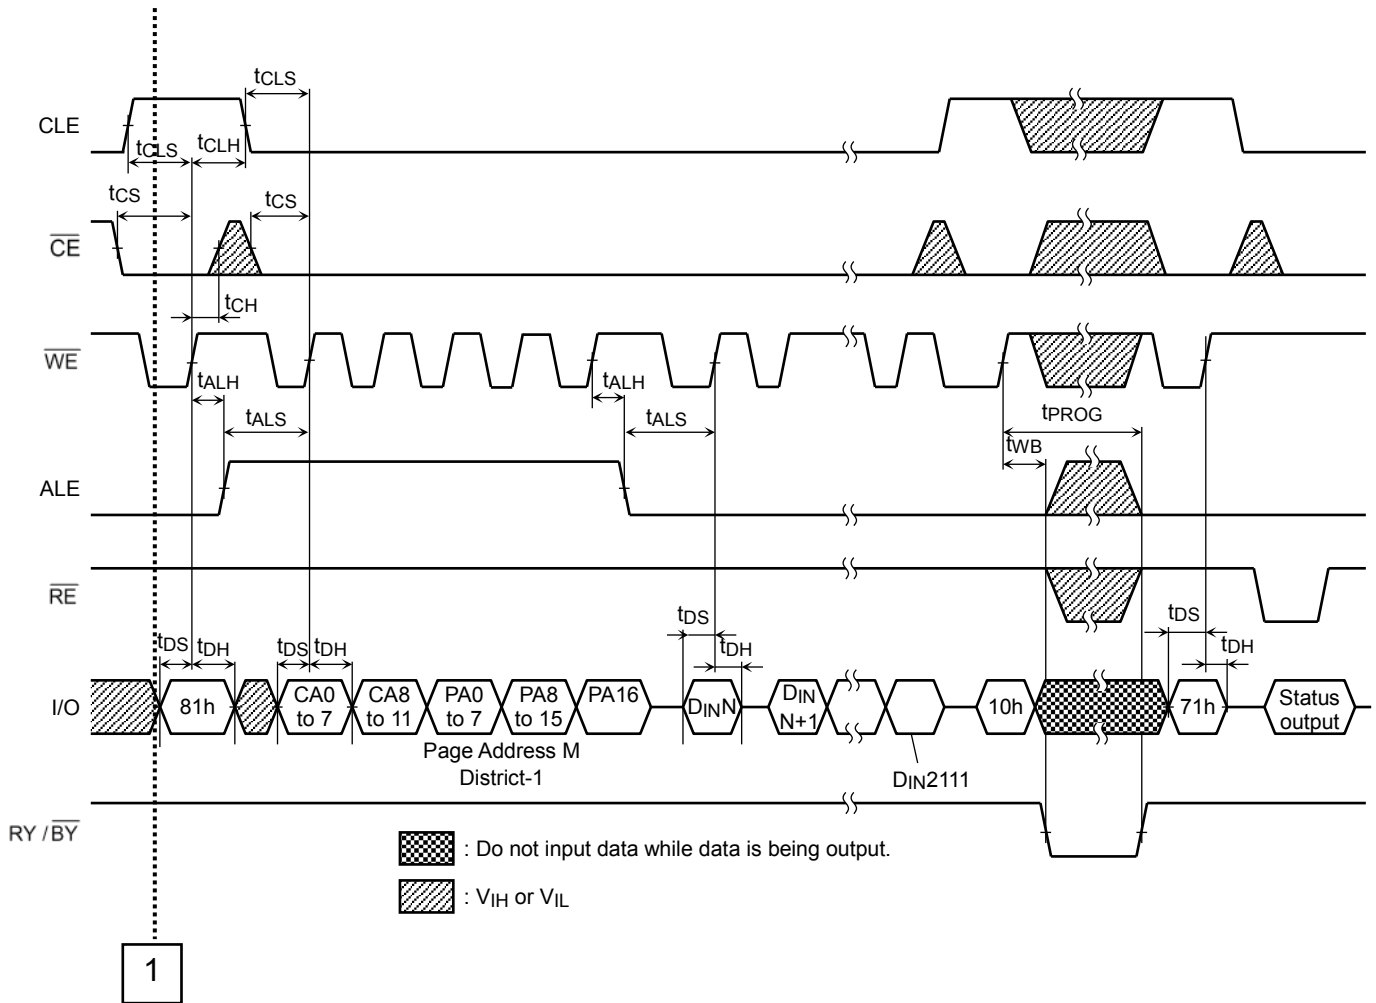 tCLS
CLE
tCLS
tCLH
tCS
tCS
CE
tCH
WE
tALH
tALH
tALS
tALS
tPROG
tWB
ALE
RE
tDS
tDH
tDS
tDH
tDS
tDH
tDS
tDH
I/O
81h
CA0 to 7
CA8 to 11
PA0 to 7
PA8 to 15
PA16
DINN
DIN N+1
10h
71h
Status output
Page Address M
District-1
DIN2111
RY / BY
: Do not input data while data is being output.
: VIH or VIL
1